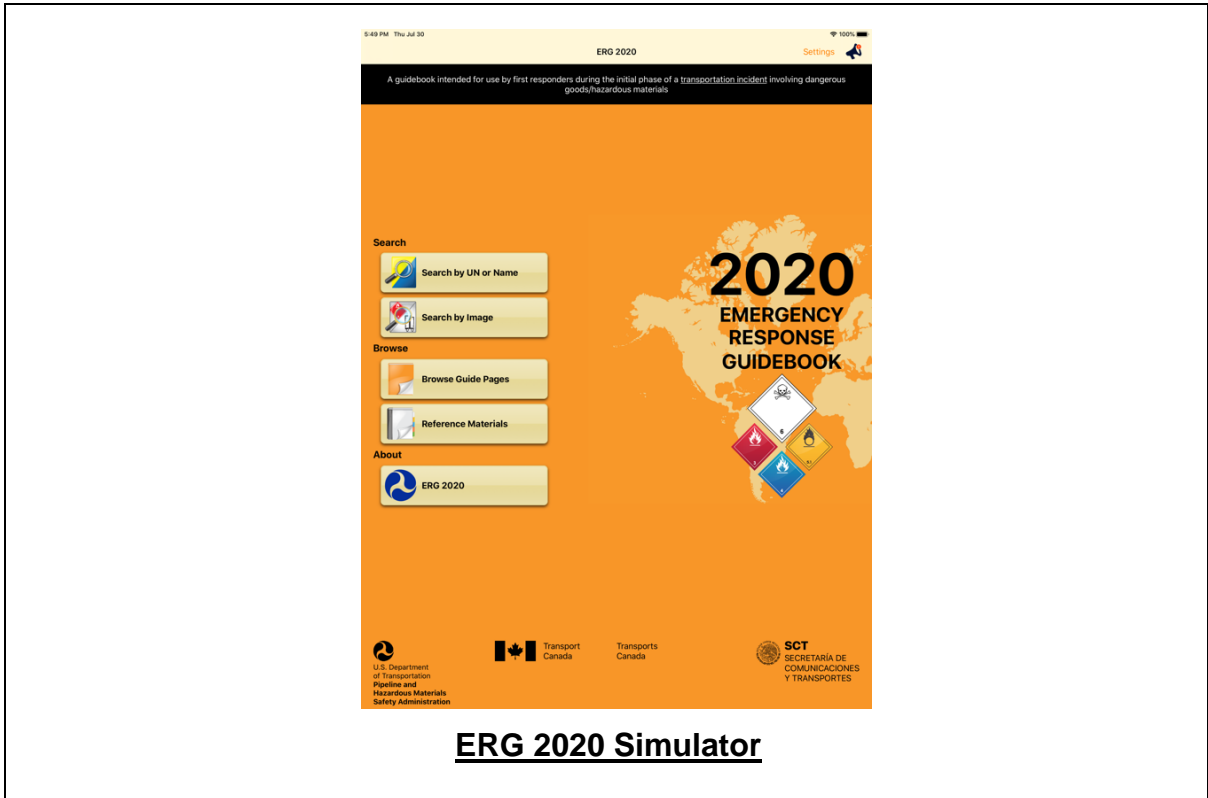 5:49 PM Thu Jul 30
100%
ERG 2020
Settings
A guidebook intended for use by first responders during the initial phase of a transportation incident involving dangerous
goods/hazardous materials
Search
Search by UN or Name
Search by Image
Browse
Browse Guide Pages
Reference Materials
About
ERG 2020
2020
EMERGENCY
RESPONSE
GUIDEBOOK
6
U.S. Department
of Transportation
Pipeline and
Hazardous Materials
Safety Administration
Transport
Canada
Transports
Canada
SCT
SECRETARÍA DE
COMUNICACIONES
Y TRANSPORTES
ERG 2020 Simulator